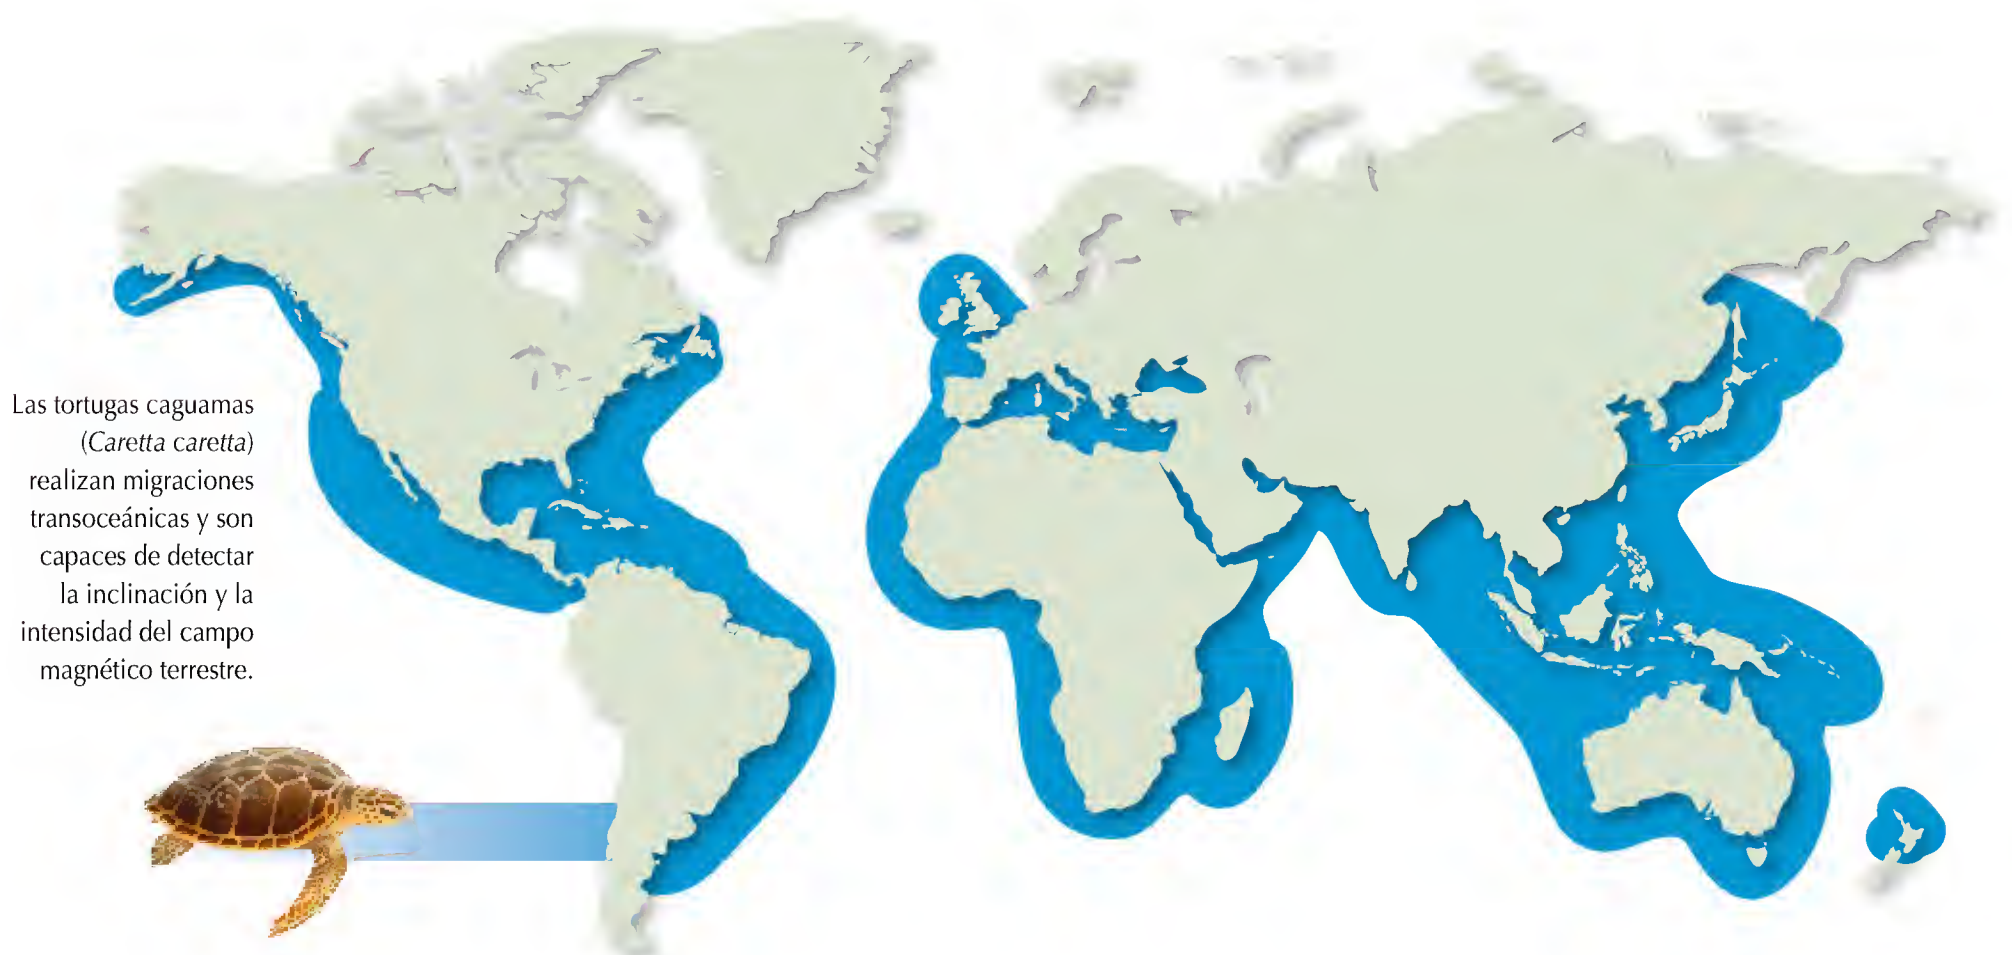 Las tortugas caguamas
(Caretta caretta)
realizan migraciones
transoceánicas y son
capaces de detectar
la inclinación y la
intensidad del campo
magnético terrestre.